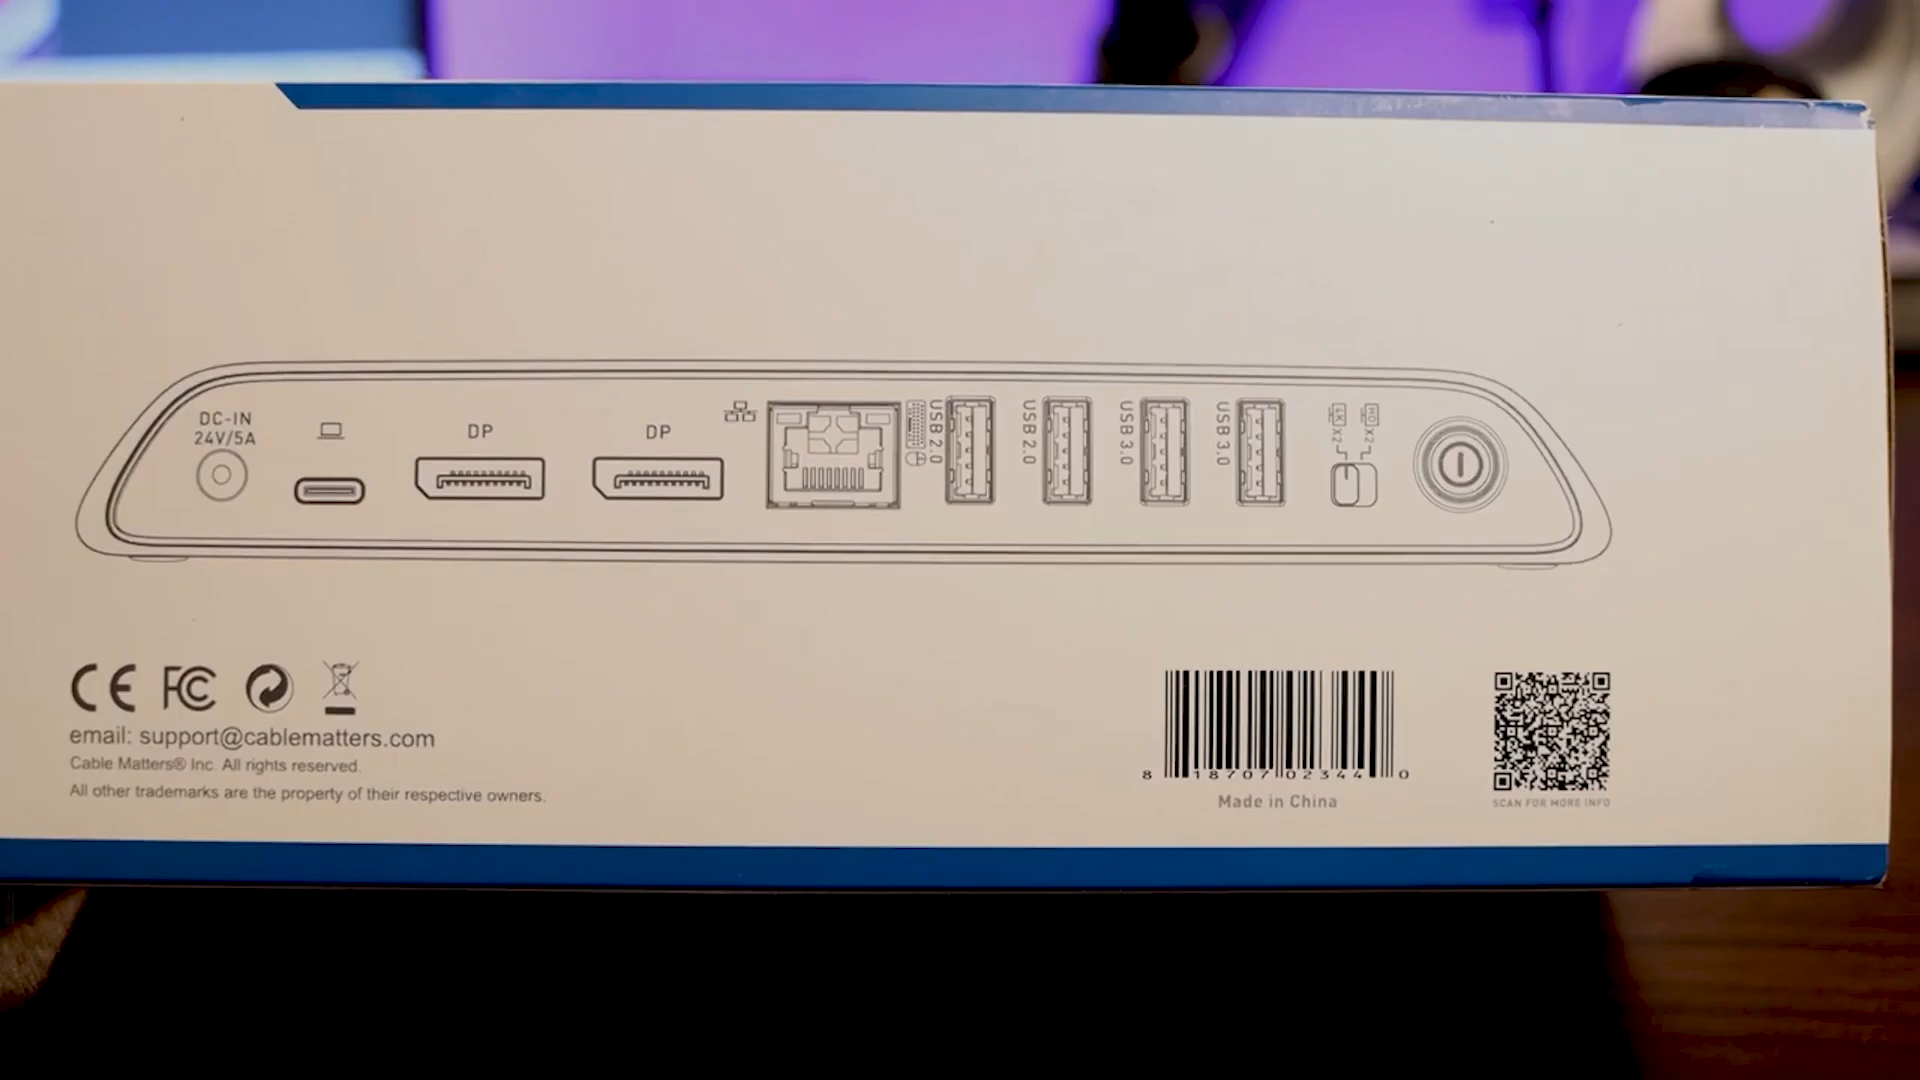 DC-IN
24V/5A
DP
DP
USB 2.0
USB 2.0
USB 3.0
USB 3.0
4K X2
HD X2
CE FC
email: support@cablematters.com
Cable Matters® Inc. All rights reserved.
All other trademarks are the property of their respective owners.
8 18707 02344 0
Made in China
SCAN FOR MORE INFO